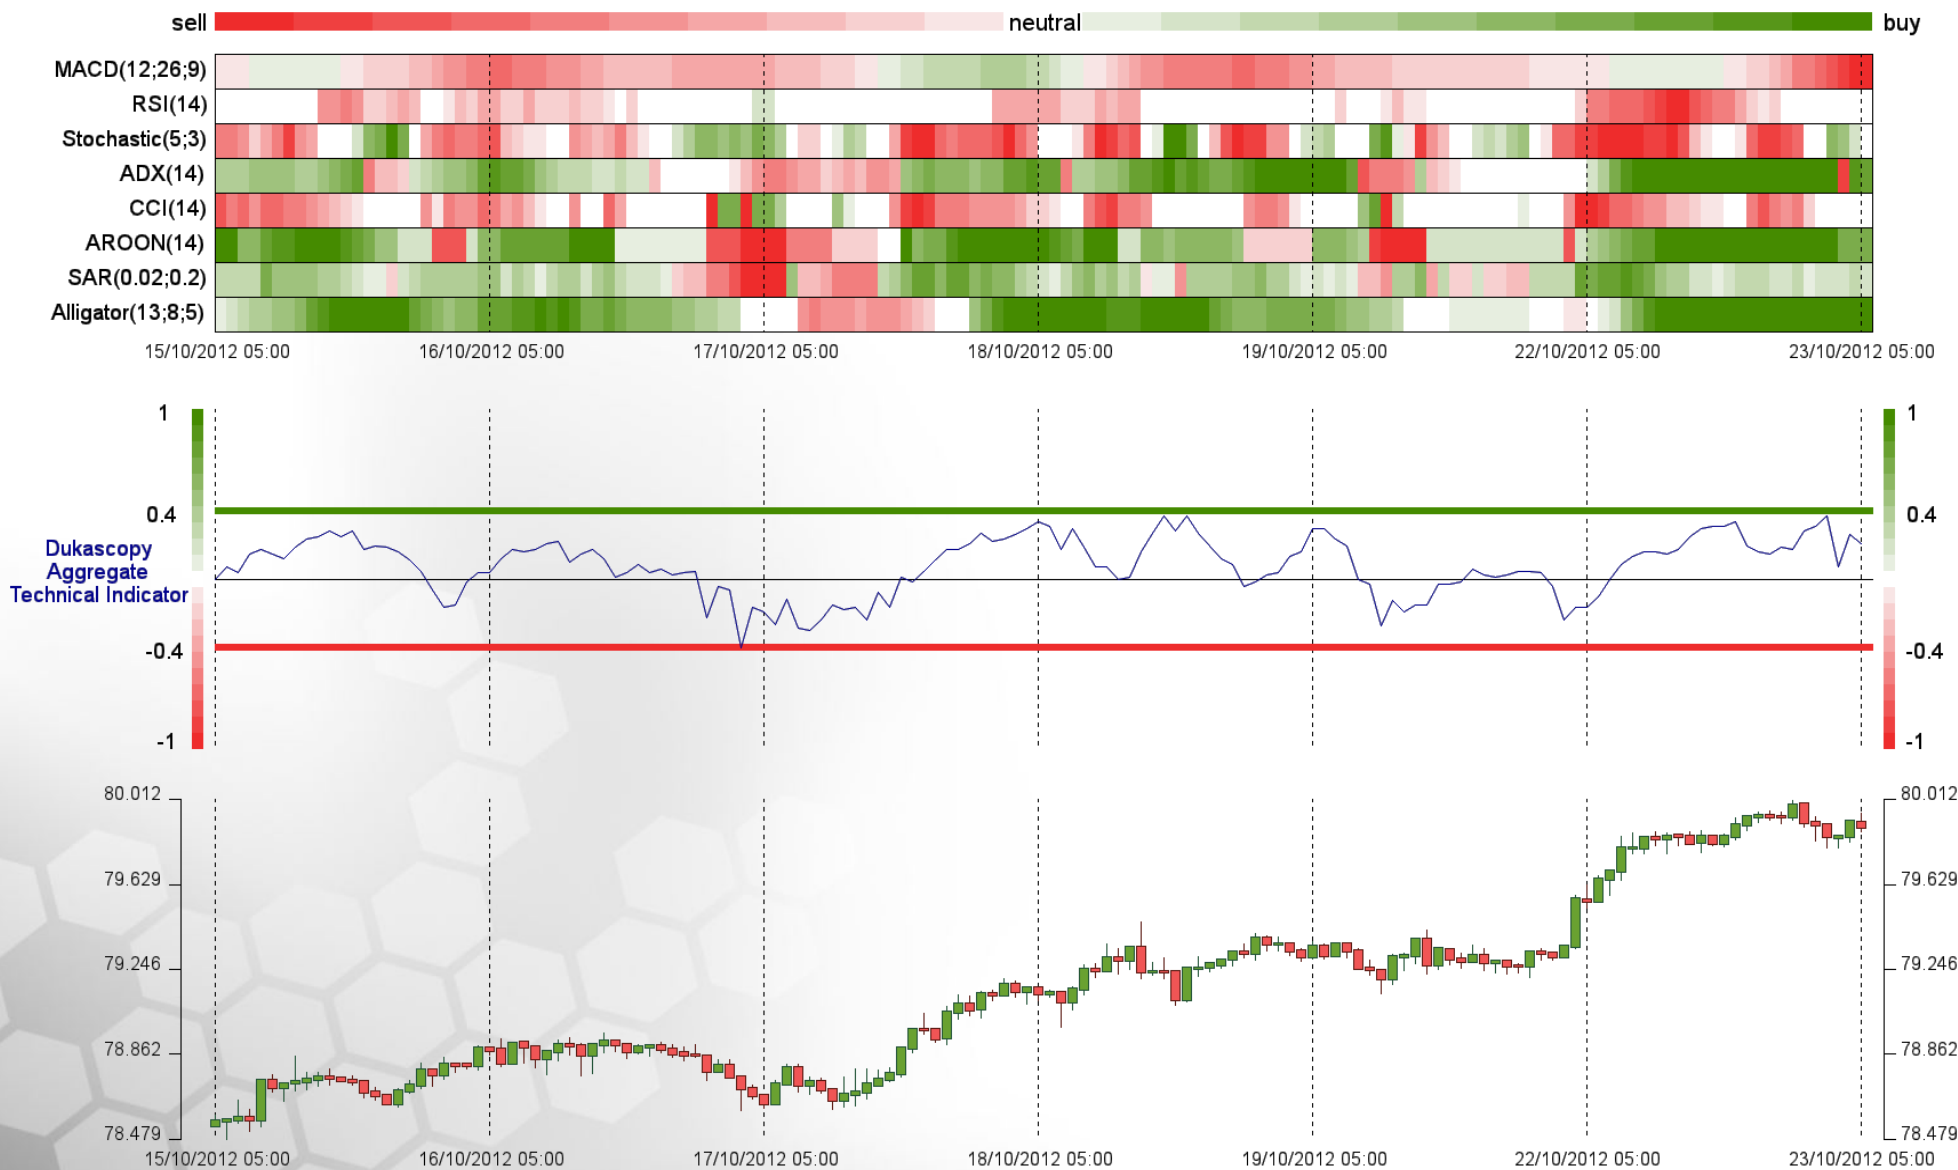 sell neutral buy
MACD(12;26;9)
RSI(14)
Stochastic(5;3)
ADX(14)
CCI(14)
AROON(14)
SAR(0.02;0.2)
Alligator(13;8;5)
15/10/2012 05:00 16/10/2012 05:00 17/10/2012 05:00 18/10/2012 05:00 19/10/2012 05:00 22/10/2012 05:00 23/10/2012 05:00
1 1
0.4 0.4
Dukascopy
Aggregate
Technical Indicator
-0.4 -0.4
-1 -1
80.012 80.012
79.629 79.629
79.246 79.246
78.862 78.862
78.479 78.479
15/10/2012 05:00 16/10/2012 05:00 17/10/2012 05:00 18/10/2012 05:00 19/10/2012 05:00 22/10/2012 05:00 23/10/2012 05:00